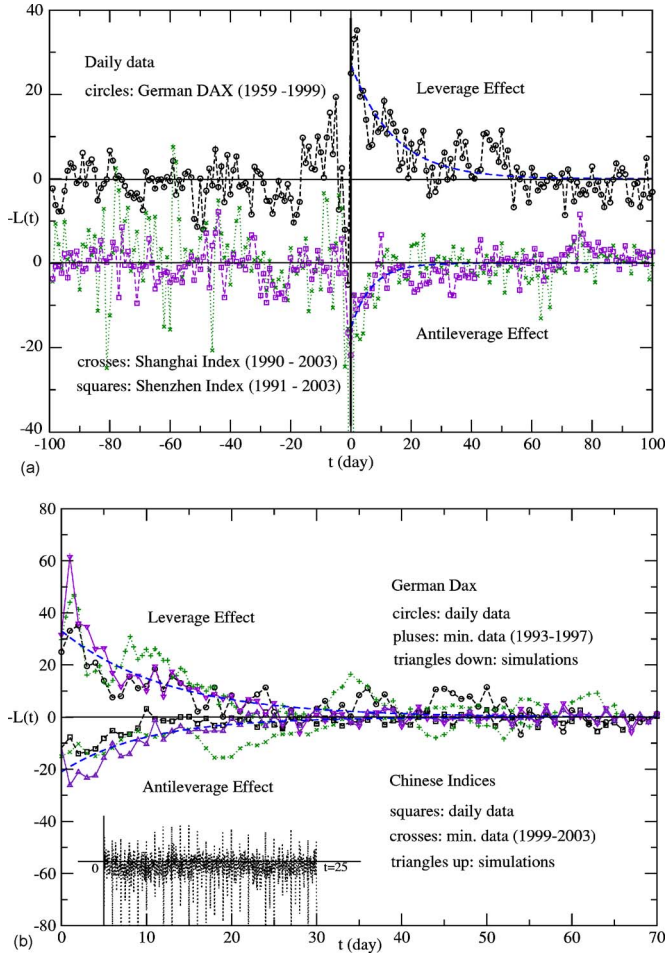 40
Daily data
circles: German DAX (1959 -1999)
20
Leverage Effect
0
-L(t)
0
Antileverage Effect
-20
crosses: Shanghai Index (1990 - 2003)
squares: Shenzhen Index (1991 - 2003)
-40
-100 -80 -60 -40 -20 0 20 40 60 80 100
(a) t (day)
80
60
German Dax
Leverage Effect
circles: daily data
40
pluses: min. data (1993-1997)
triangles down: simulations
20
-L(t) 0
-20
Antileverage Effect
Chinese Indices
-40
squares: daily data
crosses: min. data (1999-2003)
0 t=25
-60
triangles up: simulations
-80
0 10 20 30 40 50 60 70
(b) t (day)